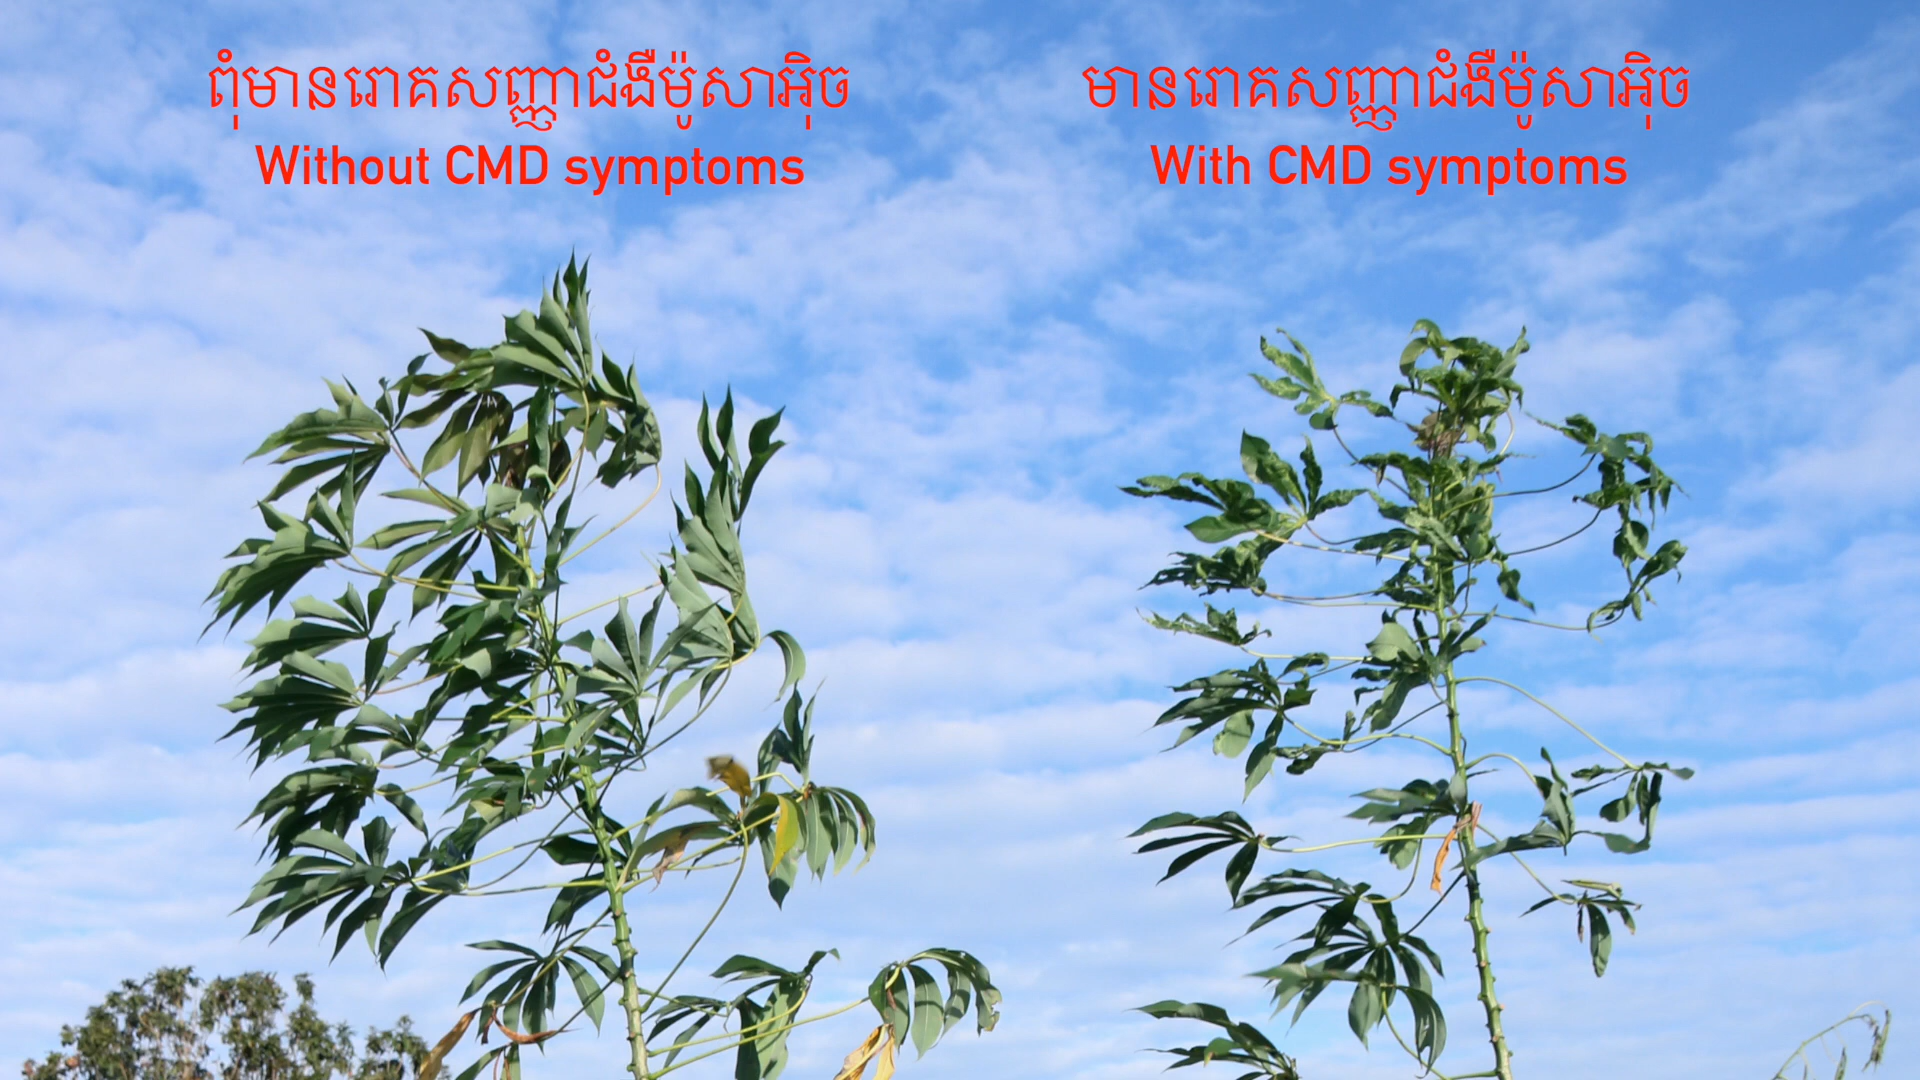 ពុំមានរោគសញ្ញាជំងឺម៉ូសាអ៊ិច
Without CMD symptoms
មានរោគសញ្ញាជំងឺម៉ូសាអ៊ិច
With CMD symptoms